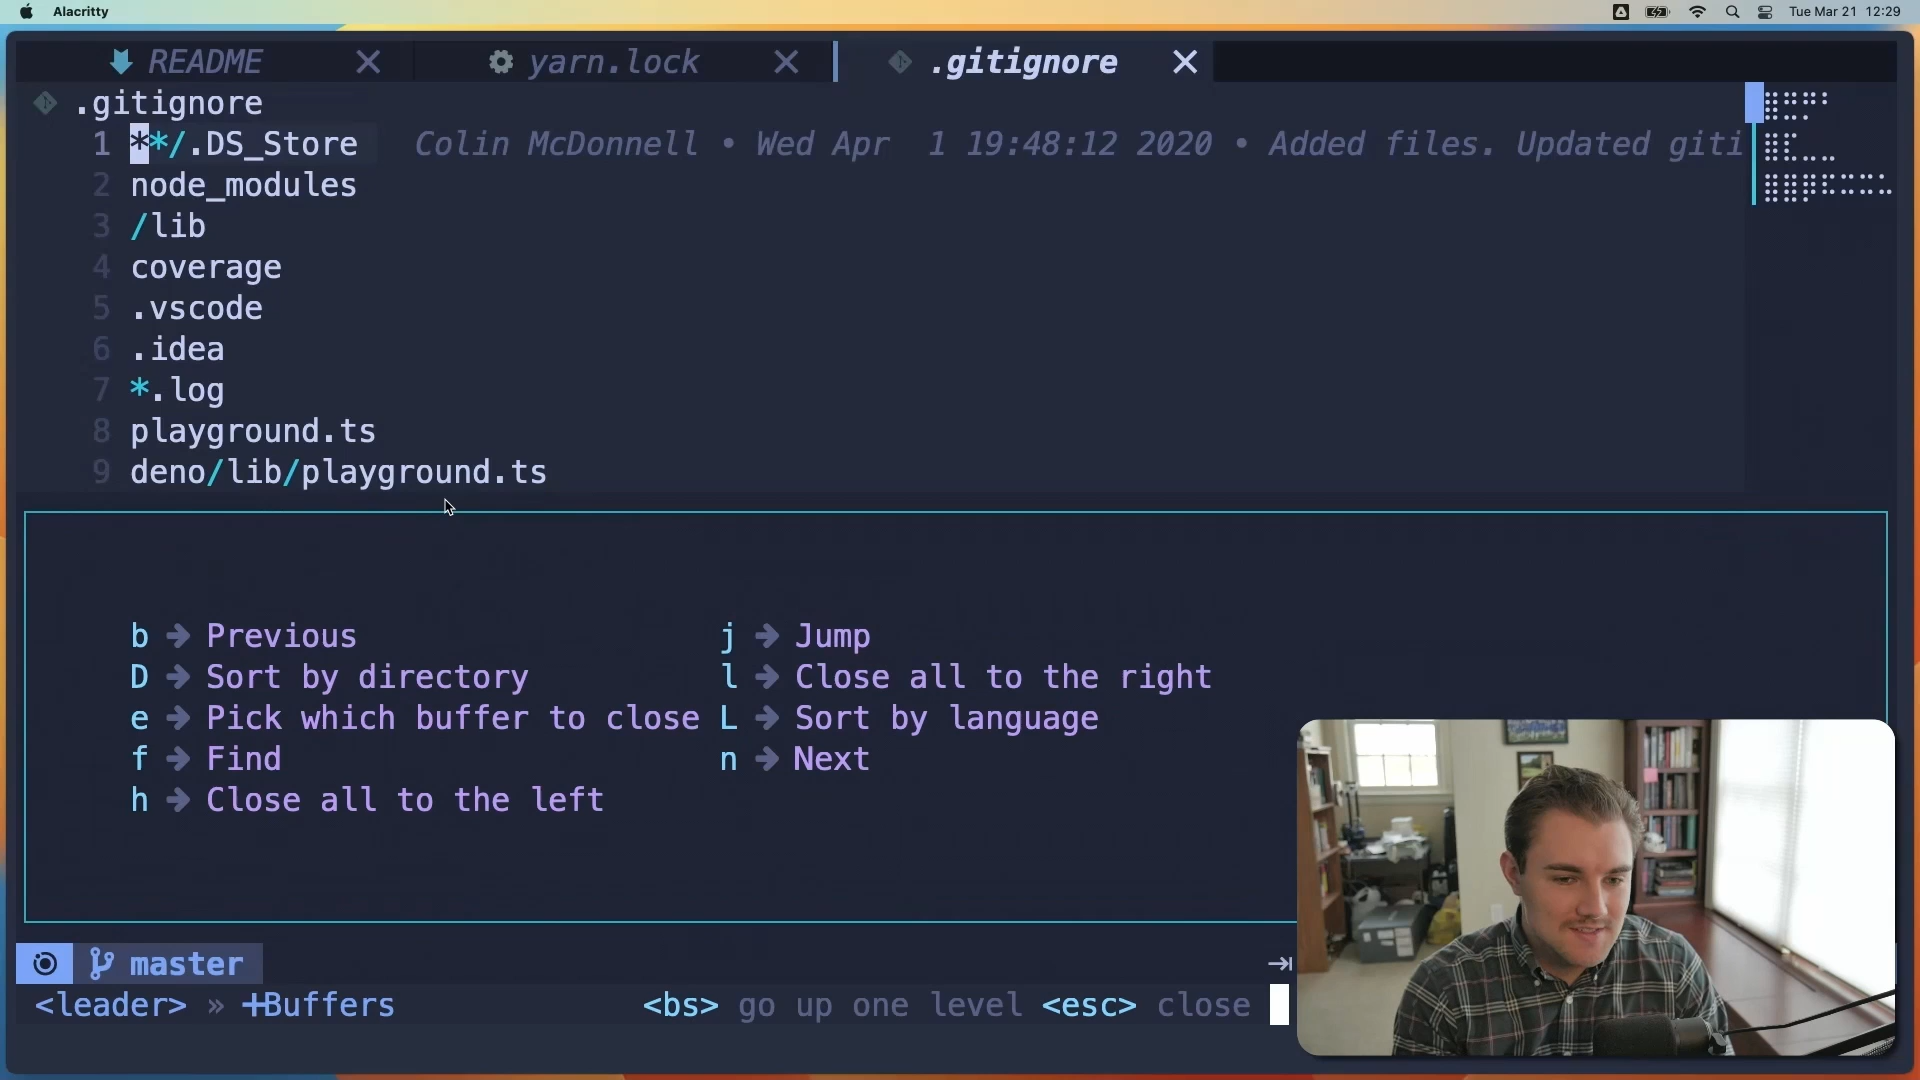 Alacritty
Tue Mar 21 12:29
README
yarn.lock
.gitignore
.gitignore
1 **/.DS_Store Colin McDonnell • Wed Apr 1 19:48:12 2020 • Added files. Updated giti
2 node_modules
3 /lib
4 coverage
5 .vscode
6 .idea
7 *.log
8 playground.ts
9 deno/lib/playground.ts
b → Previous
D → Sort by directory
e → Pick which buffer to close
f → Find
h → Close all to the left
j → Jump
l → Close all to the right
L → Sort by language
n → Next
master
<leader> » +Buffers <bs> go up one level <esc> close